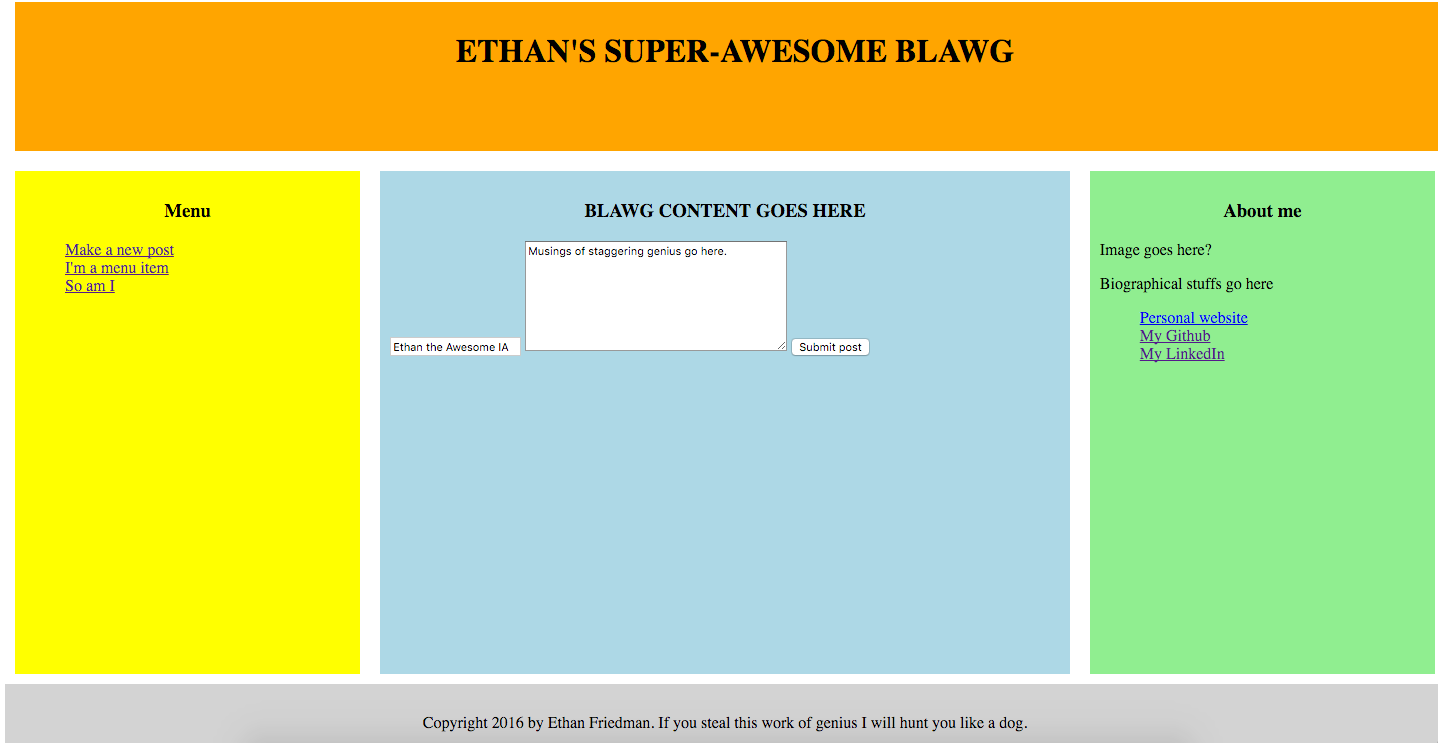 ETHAN'S SUPER-AWESOME BLAWG
Menu
Make a new post
I'm a menu item
So am I
BLAWG CONTENT GOES HERE
Musings of staggering genius go here.
Ethan the Awesome IA
Submit post
About me
Image goes here?
Biographical stuffs go here
Personal website
My Github
My LinkedIn
Copyright 2016 by Ethan Friedman. If you steal this work of genius I will hunt you like a dog.